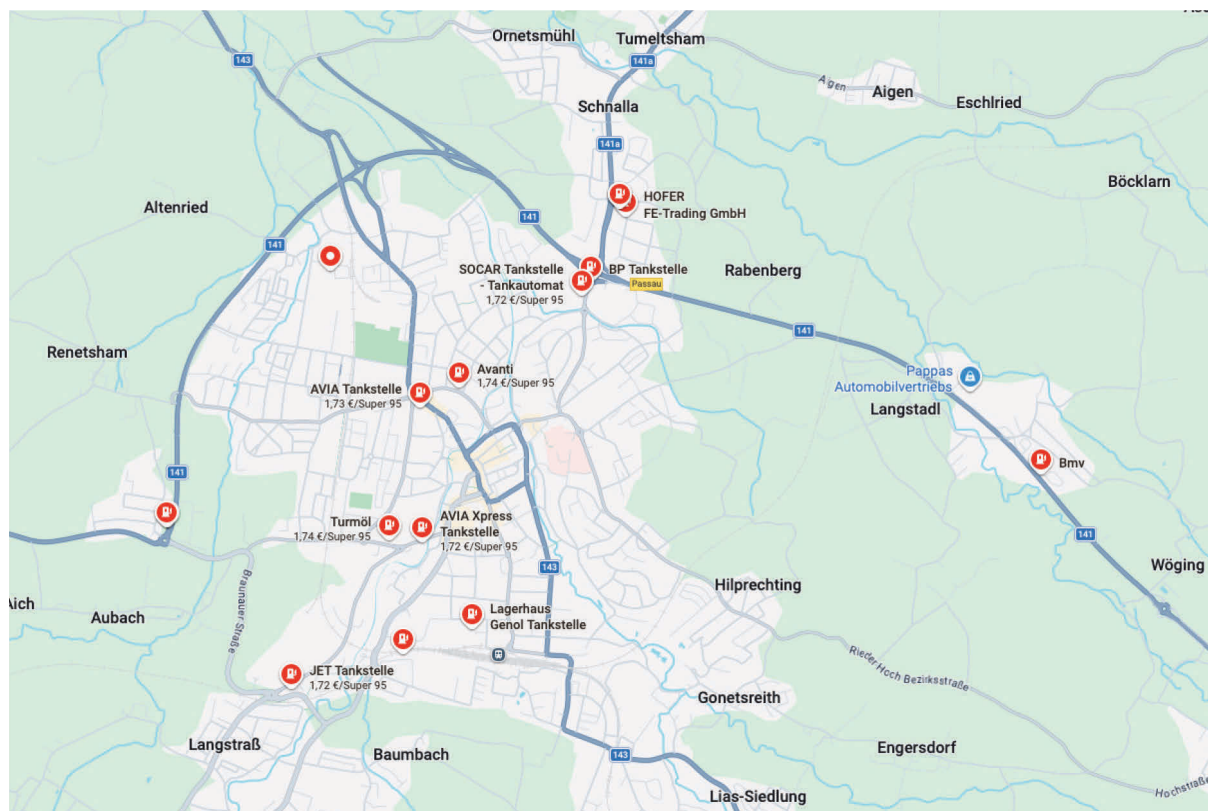 Ornetsmühl
Tumeltsham
143
141a
Aigen
Aigen
Eschlried
Schnalla
141a
Böcklarn
HOFER
FE-Trading GmbH
Altenried
141
141
SOCAR Tankstelle
- Tankautomat
1,72 €/Super 95
BP Tankstelle
Passau
Rabenberg
141
Renetsham
Avanti
1,74 €/Super 95
AVIA Tankstelle
1,73 €/Super 95
Pappas
Automobilvertriebs
Langstadl
Bmv
141
Turmöl
1,74 €/Super 95
AVIA Xpress
Tankstelle
1,72 €/Super 95
141
143
Wöging
Hilprechting
Aich
Aubach
Braunauer Straße
Lagerhaus
Genol Tankstelle
Rieder Hoch Bezirksstraße
JET Tankstelle
1,72 €/Super 95
Gonetsreith
Langstraß
Baumbach
Engersdorf
143
Hochstraße
Lias-Siedlung